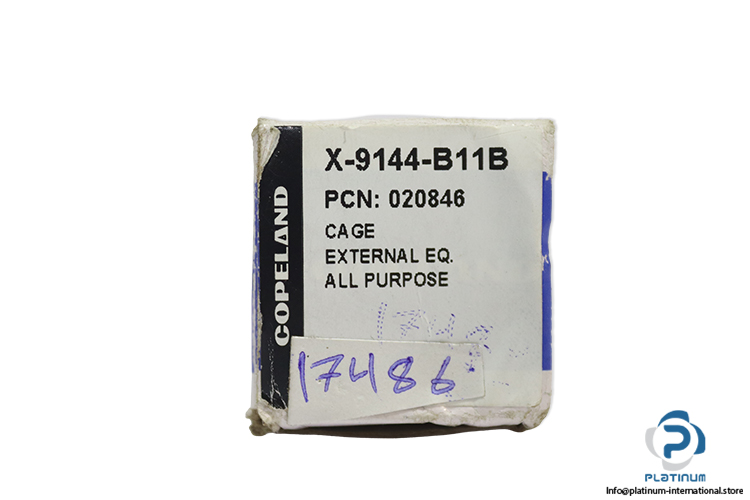 COPELAND
X-9144-B11B
PCN: 020846
CAGE
EXTERNAL EQ.
ALL PURPOSE
17486
PLATINUM
Info@platinum-international.store